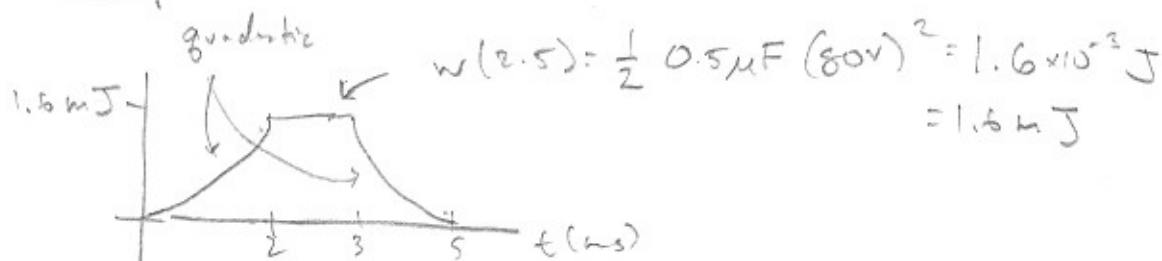 quadratic
w(2.5) = 1/2 0.5μF (80V)² = 1.6 x10⁻³ J
1.6 mJ
= 1.6 mJ
2 3 5 t (ms)